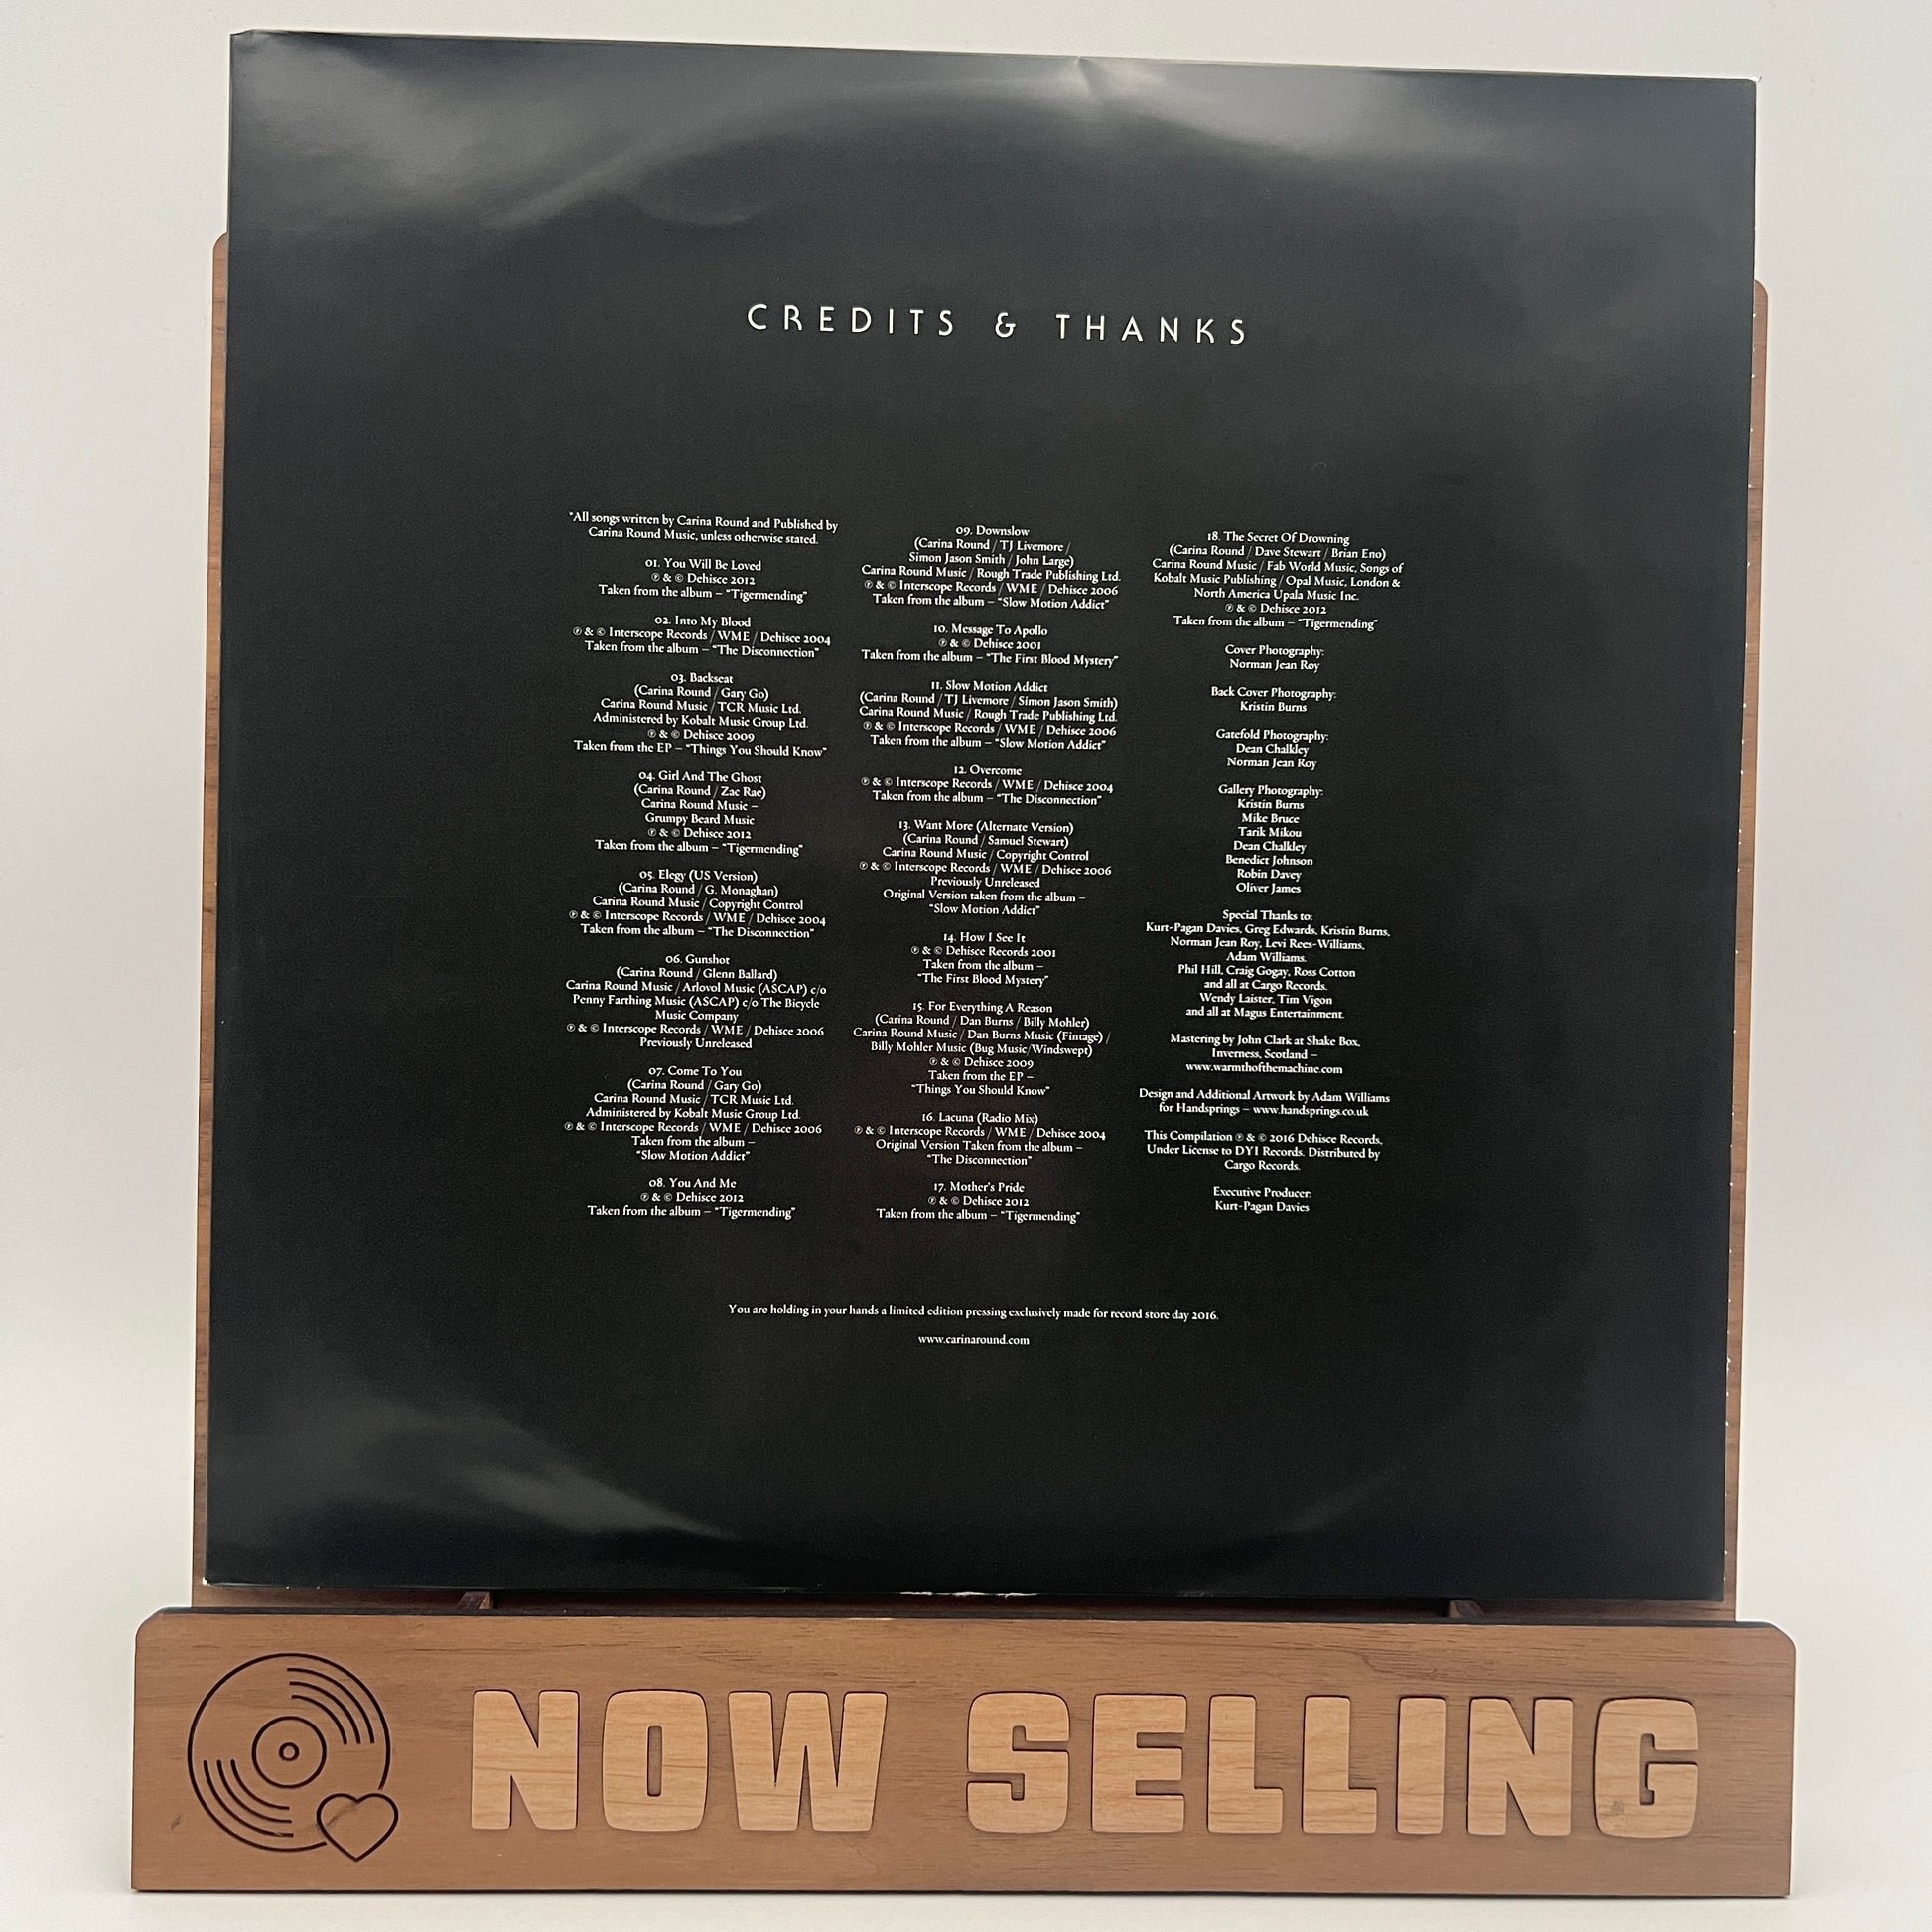 CREDITS & THANKS
*All songs written by Carina Round and Published by
Carina Round Music, unless otherwise stated.
01. You Will Be Loved
℗ & © Dehisce 2012
Taken from the album – "Tigermending"
02. Into My Blood
℗ & © Interscope Records / WME / Dehisce 2004
Taken from the album – "The Disconnection"
03. Backseat
(Carina Round / Gary Go)
Carina Round Music / TCR Music Ltd.
Administered by Kobalt Music Group Ltd.
℗ & © Dehisce 2009
Taken from the EP – "Things You Should Know"
04. Girl And The Ghost
(Carina Round / Zac Rae)
Carina Round Music –
Grumpy Beard Music
℗ & © Dehisce 2012
Taken from the album – "Tigermending"
05. Elegy (US Version)
(Carina Round / G. Monaghan)
Carina Round Music / Copyright Control
℗ & © Interscope Records / WME / Dehisce 2004
Taken from the album – "The Disconnection"
06. Gunshot
(Carina Round / Glenn Ballard)
Carina Round Music / Arlovol Music (ASCAP) c/o
Penny Farthing Music (ASCAP) c/o The Bicycle
Music Company
℗ & © Interscope Records / WME / Dehisce 2006
Previously Unreleased
07. Come To You
(Carina Round / Gary Go)
Carina Round Music / TCR Music Ltd.
Administered by Kobalt Music Group Ltd.
℗ & © Interscope Records / WME / Dehisce 2006
Taken from the album –
"Slow Motion Addict"
08. You And Me
℗ & © Dehisce 2012
Taken from the album – "Tigermending"
09. Downslow
(Carina Round / TJ Livemore /
Simon Jason Smith / John Large)
Carina Round Music / Rough Trade Publishing Ltd.
℗ & © Interscope Records / WME / Dehisce 2006
Taken from the album – "Slow Motion Addict"
10. Message To Apollo
℗ & © Dehisce 2001
Taken from the album – "The First Blood Mystery"
11. Slow Motion Addict
(Carina Round / TJ Livemore / Simon Jason Smith)
Carina Round Music / Rough Trade Publishing Ltd.
℗ & © Interscope Records / WME / Dehisce 2006
Taken from the album – "Slow Motion Addict"
12. Overcome
℗ & © Interscope Records / WME / Dehisce 2004
Taken from the album – "The Disconnection"
13. Want More (Alternate Version)
(Carina Round / Samuel Stewart)
Carina Round Music / Copyright Control
℗ & © Interscope Records / WME / Dehisce 2006
Previously Unreleased
Original Version taken from the album –
"Slow Motion Addict"
14. How I See It
℗ & © Dehisce Records 2001
Taken from the album –
"The First Blood Mystery"
15. For Everything A Reason
(Carina Round / Dan Burns / Billy Mohler)
Carina Round Music / Dan Burns Music (Fintage) /
Billy Mohler Music (Bug Music/Windswept)
℗ & © Dehisce 2009
Taken from the EP –
"Things You Should Know"
16. Lacuna (Radio Mix)
℗ & © Interscope Records / WME / Dehisce 2004
Original Version Taken from the album –
"The Disconnection"
17. Mother's Pride
℗ & © Dehisce 2012
Taken from the album – "Tigermending"
18. The Secret Of Drowning
(Carina Round / Dave Stewart / Brian Eno)
Carina Round Music / Fab World Music, Songs of
Kobalt Music Publishing / Opal Music, London &
North America Upala Music Inc.
℗ & © Dehisce 2012
Taken from the album – "Tigermending"
Cover Photography:
Norman Jean Roy
Back Cover Photography:
Kristin Burns
Gatefold Photography:
Dean Chalkley
Norman Jean Roy
Gallery Photography:
Kristin Burns
Mike Bruce
Tarik Mikou
Dean Chalkley
Benedict Johnson
Robin Davey
Oliver James
Special Thanks to:
Kurt-Pagan Davies, Greg Edwards, Kristin Burns,
Norman Jean Roy, Levi Rees-Williams,
Adam Williams.
Phil Hill, Craig Gogay, Ross Cotton
and all at Cargo Records.
Wendy Laister, Tim Vigon
and all at Magus Entertainment.
Mastering by John Clark at Shake Box,
Inverness, Scotland –
www.warmthofthemachine.com
Design and Additional Artwork by Adam Williams
for Handsprings – www.handsprings.co.uk
This Compilation ℗ & © 2016 Dehisce Records,
Under License to DY1 Records. Distributed by
Cargo Records.
Executive Producer:
Kurt-Pagan Davies
You are holding in your hands a limited edition pressing exclusively made for record store day 2016.
www.carinaround.com
NOW SELLING